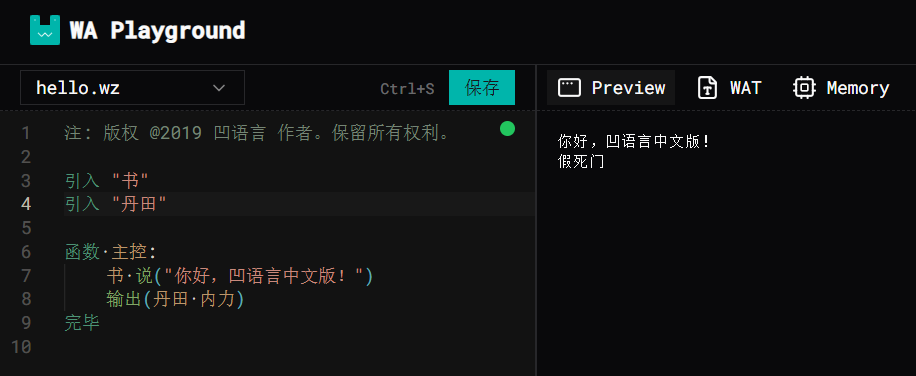 WA Playground
hello.wz
Ctrl+S
保存
Preview
WAT
Memory
1 注: 版权 @2019 凹语言 作者。保留所有权利。
2
3 引入 "书"
4 引入 "丹田"
5
6 函数·主控:
7 书·说("你好，凹语言中文版！")
8 输出(丹田·内力)
9 完毕
10
你好，凹语言中文版！
假死门